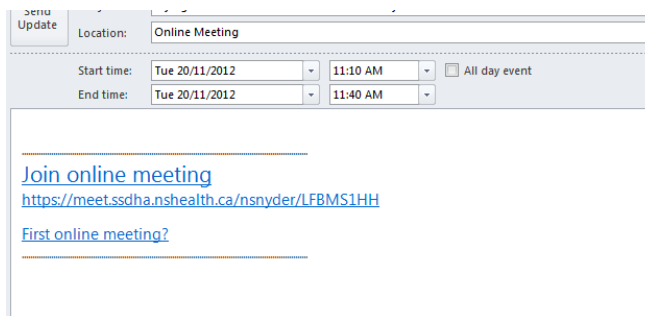 Send
Update
Location: Online Meeting
Start time: Tue 20/11/2012 11:10 AM All day event
End time: Tue 20/11/2012 11:40 AM
Join online meeting
https://meet.ssdha.nshealth.ca/nsnyder/LFBMS1HH
First online meeting?